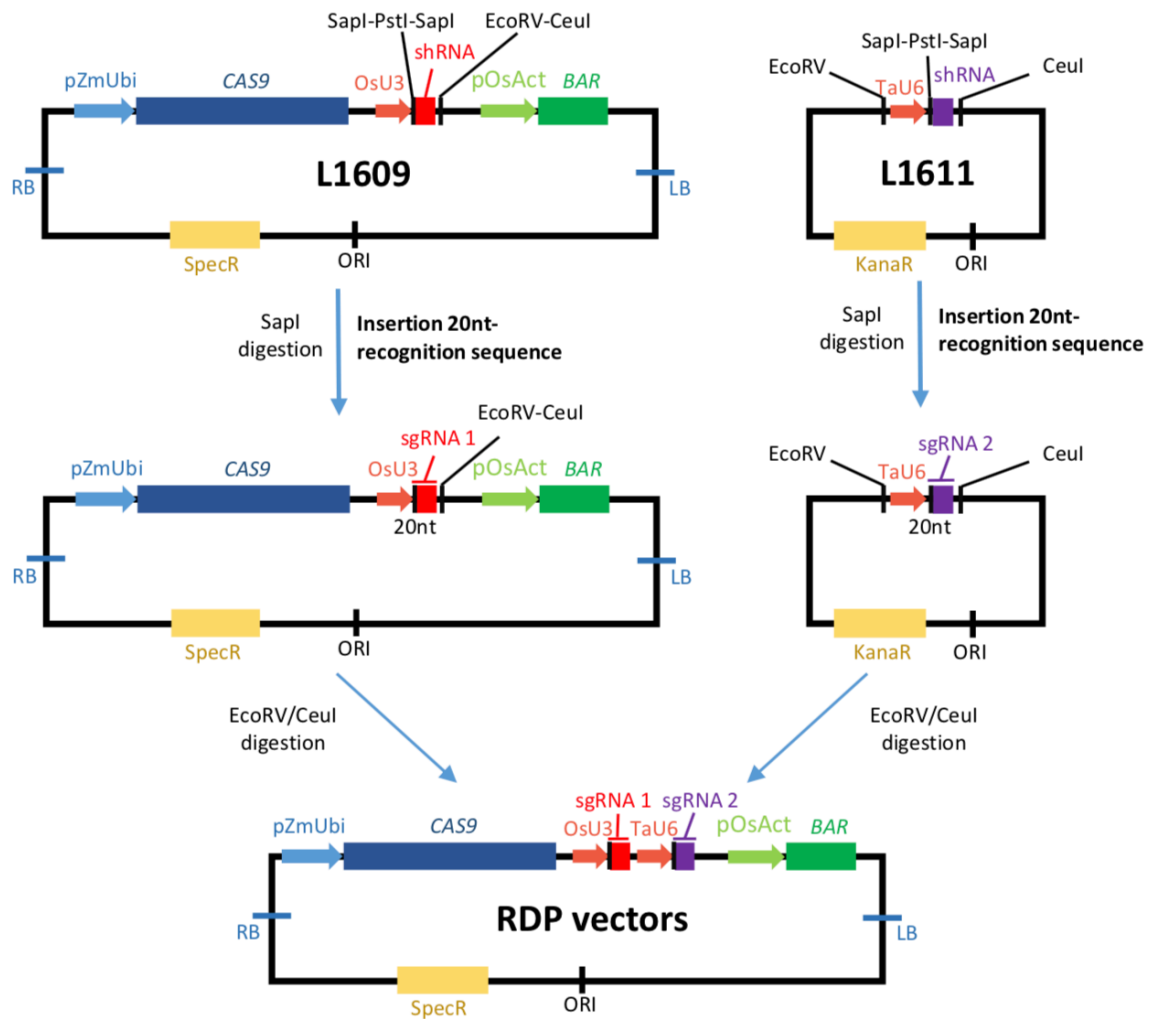 SapI-PstI-SapI
EcoRV-CeuI
shRNA
pZmUbi
CAS9
OsU3
pOsAct
BAR
L1609
RB
LB
SpecR
ORI
SapI-PstI-SapI
EcoRV
CeuI
shRNA
TaU6
L1611
KanaR
ORI
SapI
digestion
Insertion 20nt-
recognition sequence
SapI
digestion
Insertion 20nt-
recognition sequence
EcoRV-CeuI
sgRNA 1
pZmUbi
CAS9
OsU3
pOsAct
BAR
20nt
RB
LB
SpecR
ORI
EcoRV
sgRNA 2
CeuI
TaU6
20nt
KanaR
ORI
EcoRV/CeuI
digestion
EcoRV/CeuI
digestion
sgRNA 1
sgRNA 2
pZmUbi
CAS9
OsU3
TaU6
pOsAct
BAR
RDP vectors
RB
LB
SpecR
ORI